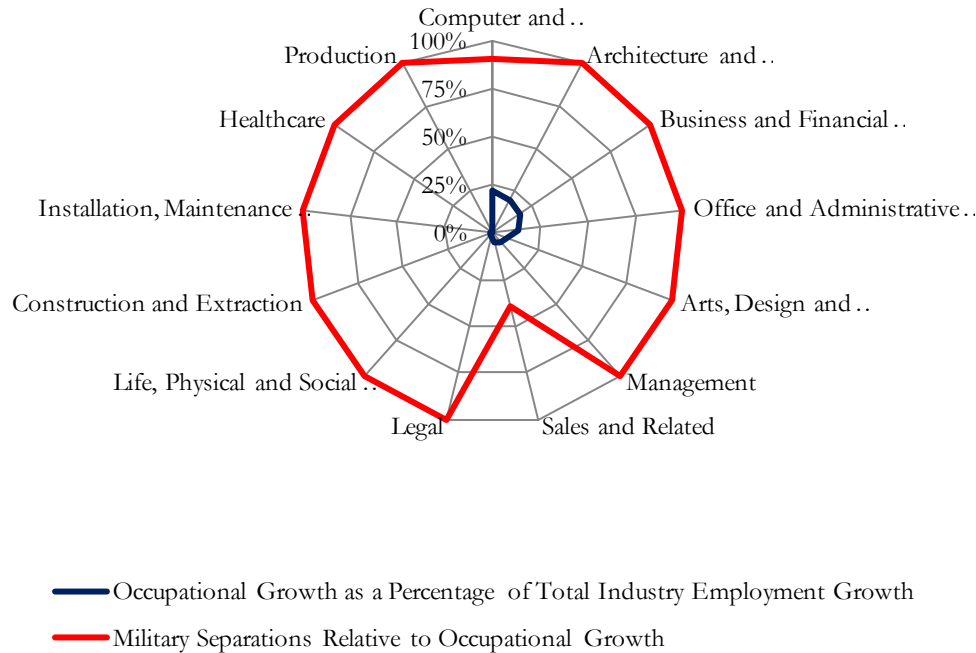 Computer and ..
Architecture and ..
Business and Financial ..
Office and Administrative ..
Arts, Design and ..
Management
Sales and Related
Legal
Life, Physical and Social ..
Construction and Extraction
Installation, Maintenance ..
Healthcare
Production
100%
75%
50%
25%
0%
Occupational Growth as a Percentage of Total Industry Employment Growth
Military Separations Relative to Occupational Growth